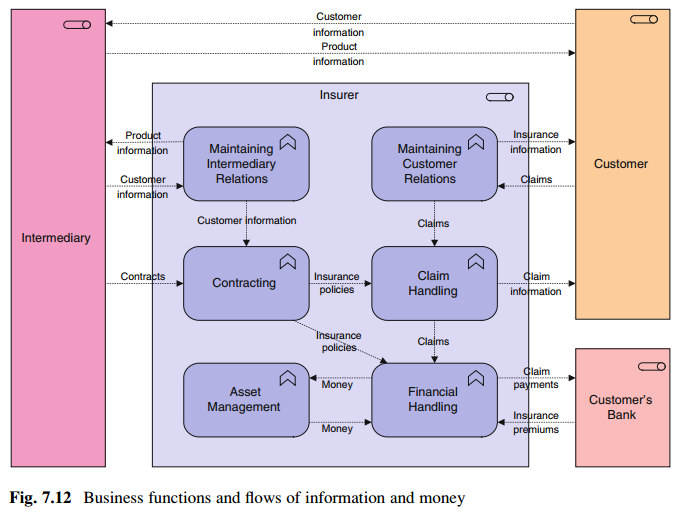 Customer
information
Product
information
Insurer
Product
information
Maintaining
Intermediary
Relations
Maintaining
Customer
Relations
Insurance
information
Customer
information
Claims
Customer
Customer information
Claims
Intermediary
Contracts
Contracting
Insurance
policies
Claim
Handling
Claim
information
Insurance
policies
Claims
Asset
Management
Money
Money
Financial
Handling
Claim
payments
Insurance
premiums
Customer's
Bank
Fig. 7.12 Business functions and flows of information and money